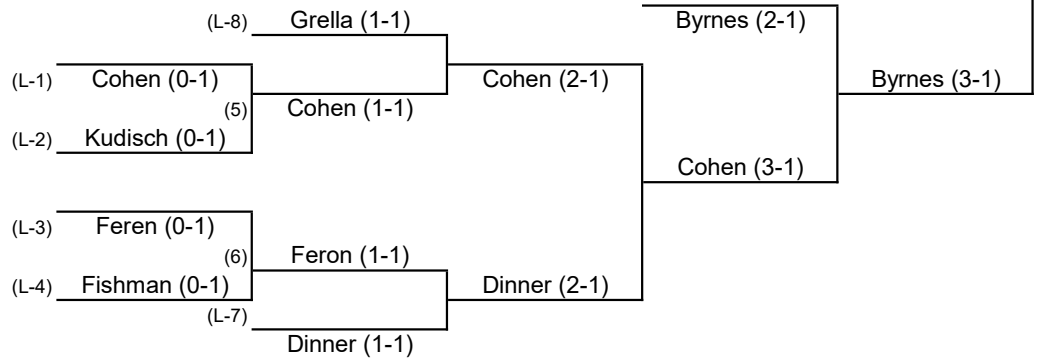 (L-8) Grella (1-1) Byrnes (2-1)
(L-1) Cohen (0-1) Cohen (2-1) Byrnes (3-1)
(5) Cohen (1-1)
(L-2) Kudisch (0-1)
Cohen (3-1)
(L-3) Feren (0-1)
(6) Feron (1-1)
(L-4) Fishman (0-1) Dinner (2-1)
(L-7)
Dinner (1-1)